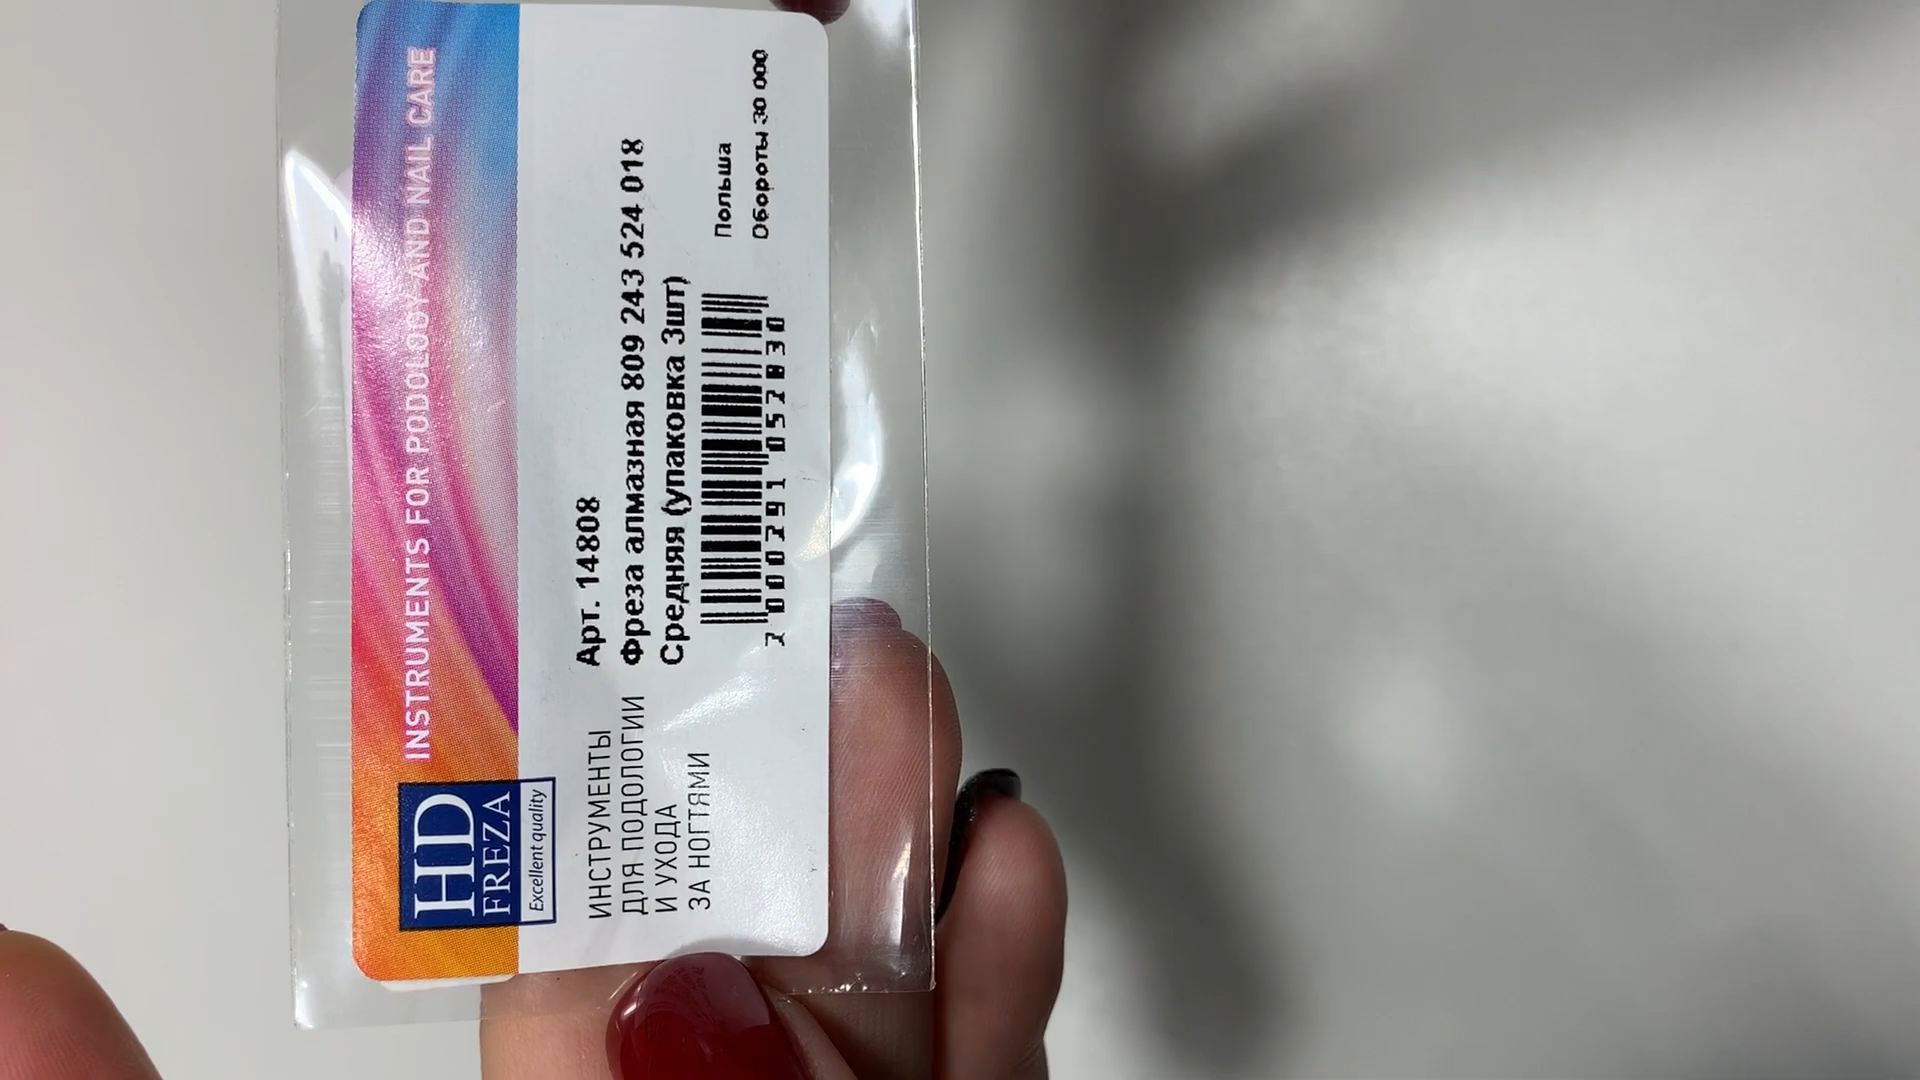 INSTRUMENTS FOR PODOLOGY AND NAIL CARE
HD
FREZA
Excellent quality
ИНСТРУМЕНТЫ
ДЛЯ ПОДОЛОГИИ
И УХОДА
ЗА НОГТЯМИ
Арт. 14808
Фреза алмазная 809 243 524 018
Средняя (упаковка 3шт)
Польша
Обороты 30 000
2 000291 052830